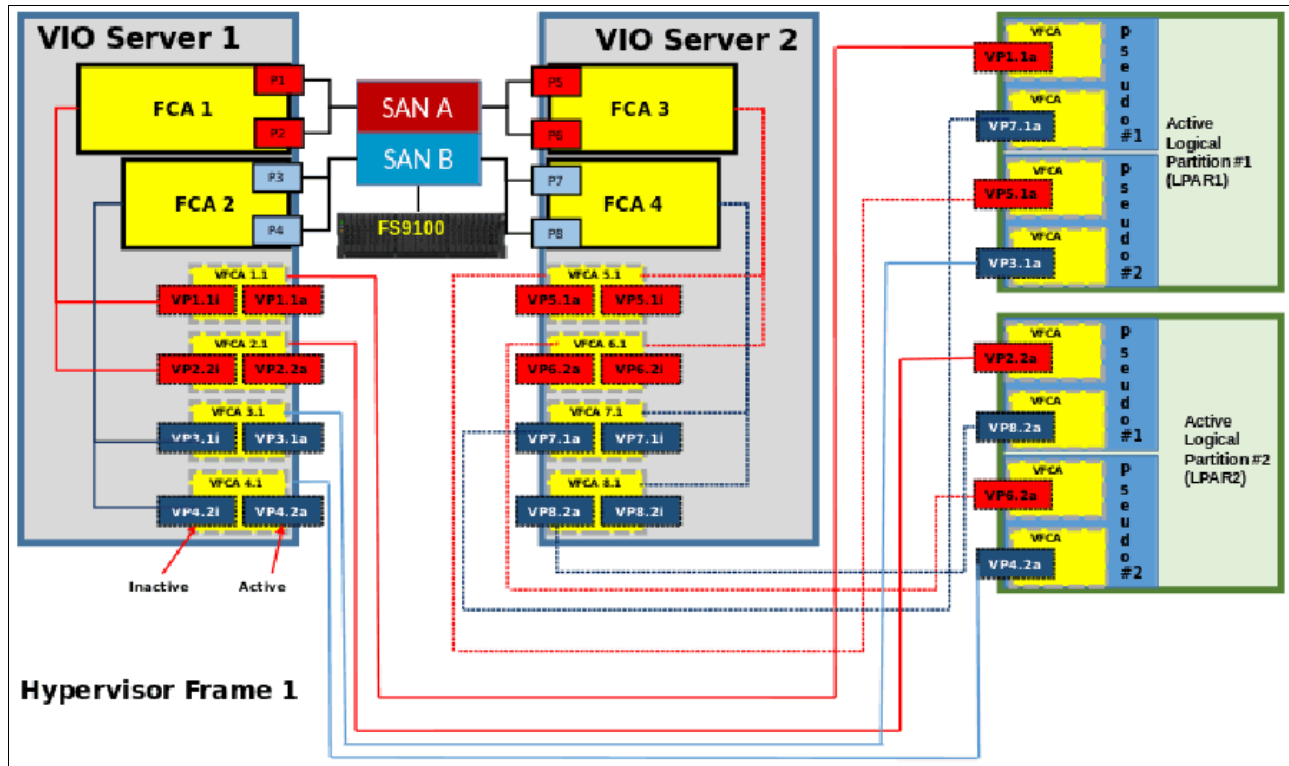 VIO Server 1
FCA 1
P1
P2
FCA 2
P3
P4
SAN A
SAN B
FS9100
VIO Server 2
P5
FCA 3
P6
P7
FCA 4
P8
VFCA 1.1
VP1.1i
VP1.1a
VFCA 2.1
VP2.2i
VP2.2a
VFCA 3.1
VP3.1i
VP3.1a
VFCA 4.1
VP4.2i
VP4.2a
Inactive
Active
VFCA 5.1
VP5.1a
VP5.1i
VFCA 6.1
VP6.2a
VP6.2i
VFCA 7.1
VP7.1a
VP7.1i
VFCA 8.1
VP8.2a
VP8.2i
VFCA
VP1.1a
VFCA
VP7.1a
Pseudo #1
VFCA
VP5.1a
VFCA
VP3.1a
Pseudo #2
Active
Logical
Partition #1
(LPAR1)
VFCA
VP2.2a
VFCA
VP8.2a
Pseudo #1
VFCA
VP6.2a
VFCA
VP4.2a
Pseudo #2
Active
Logical
Partition #2
(LPAR2)
Hypervisor Frame 1